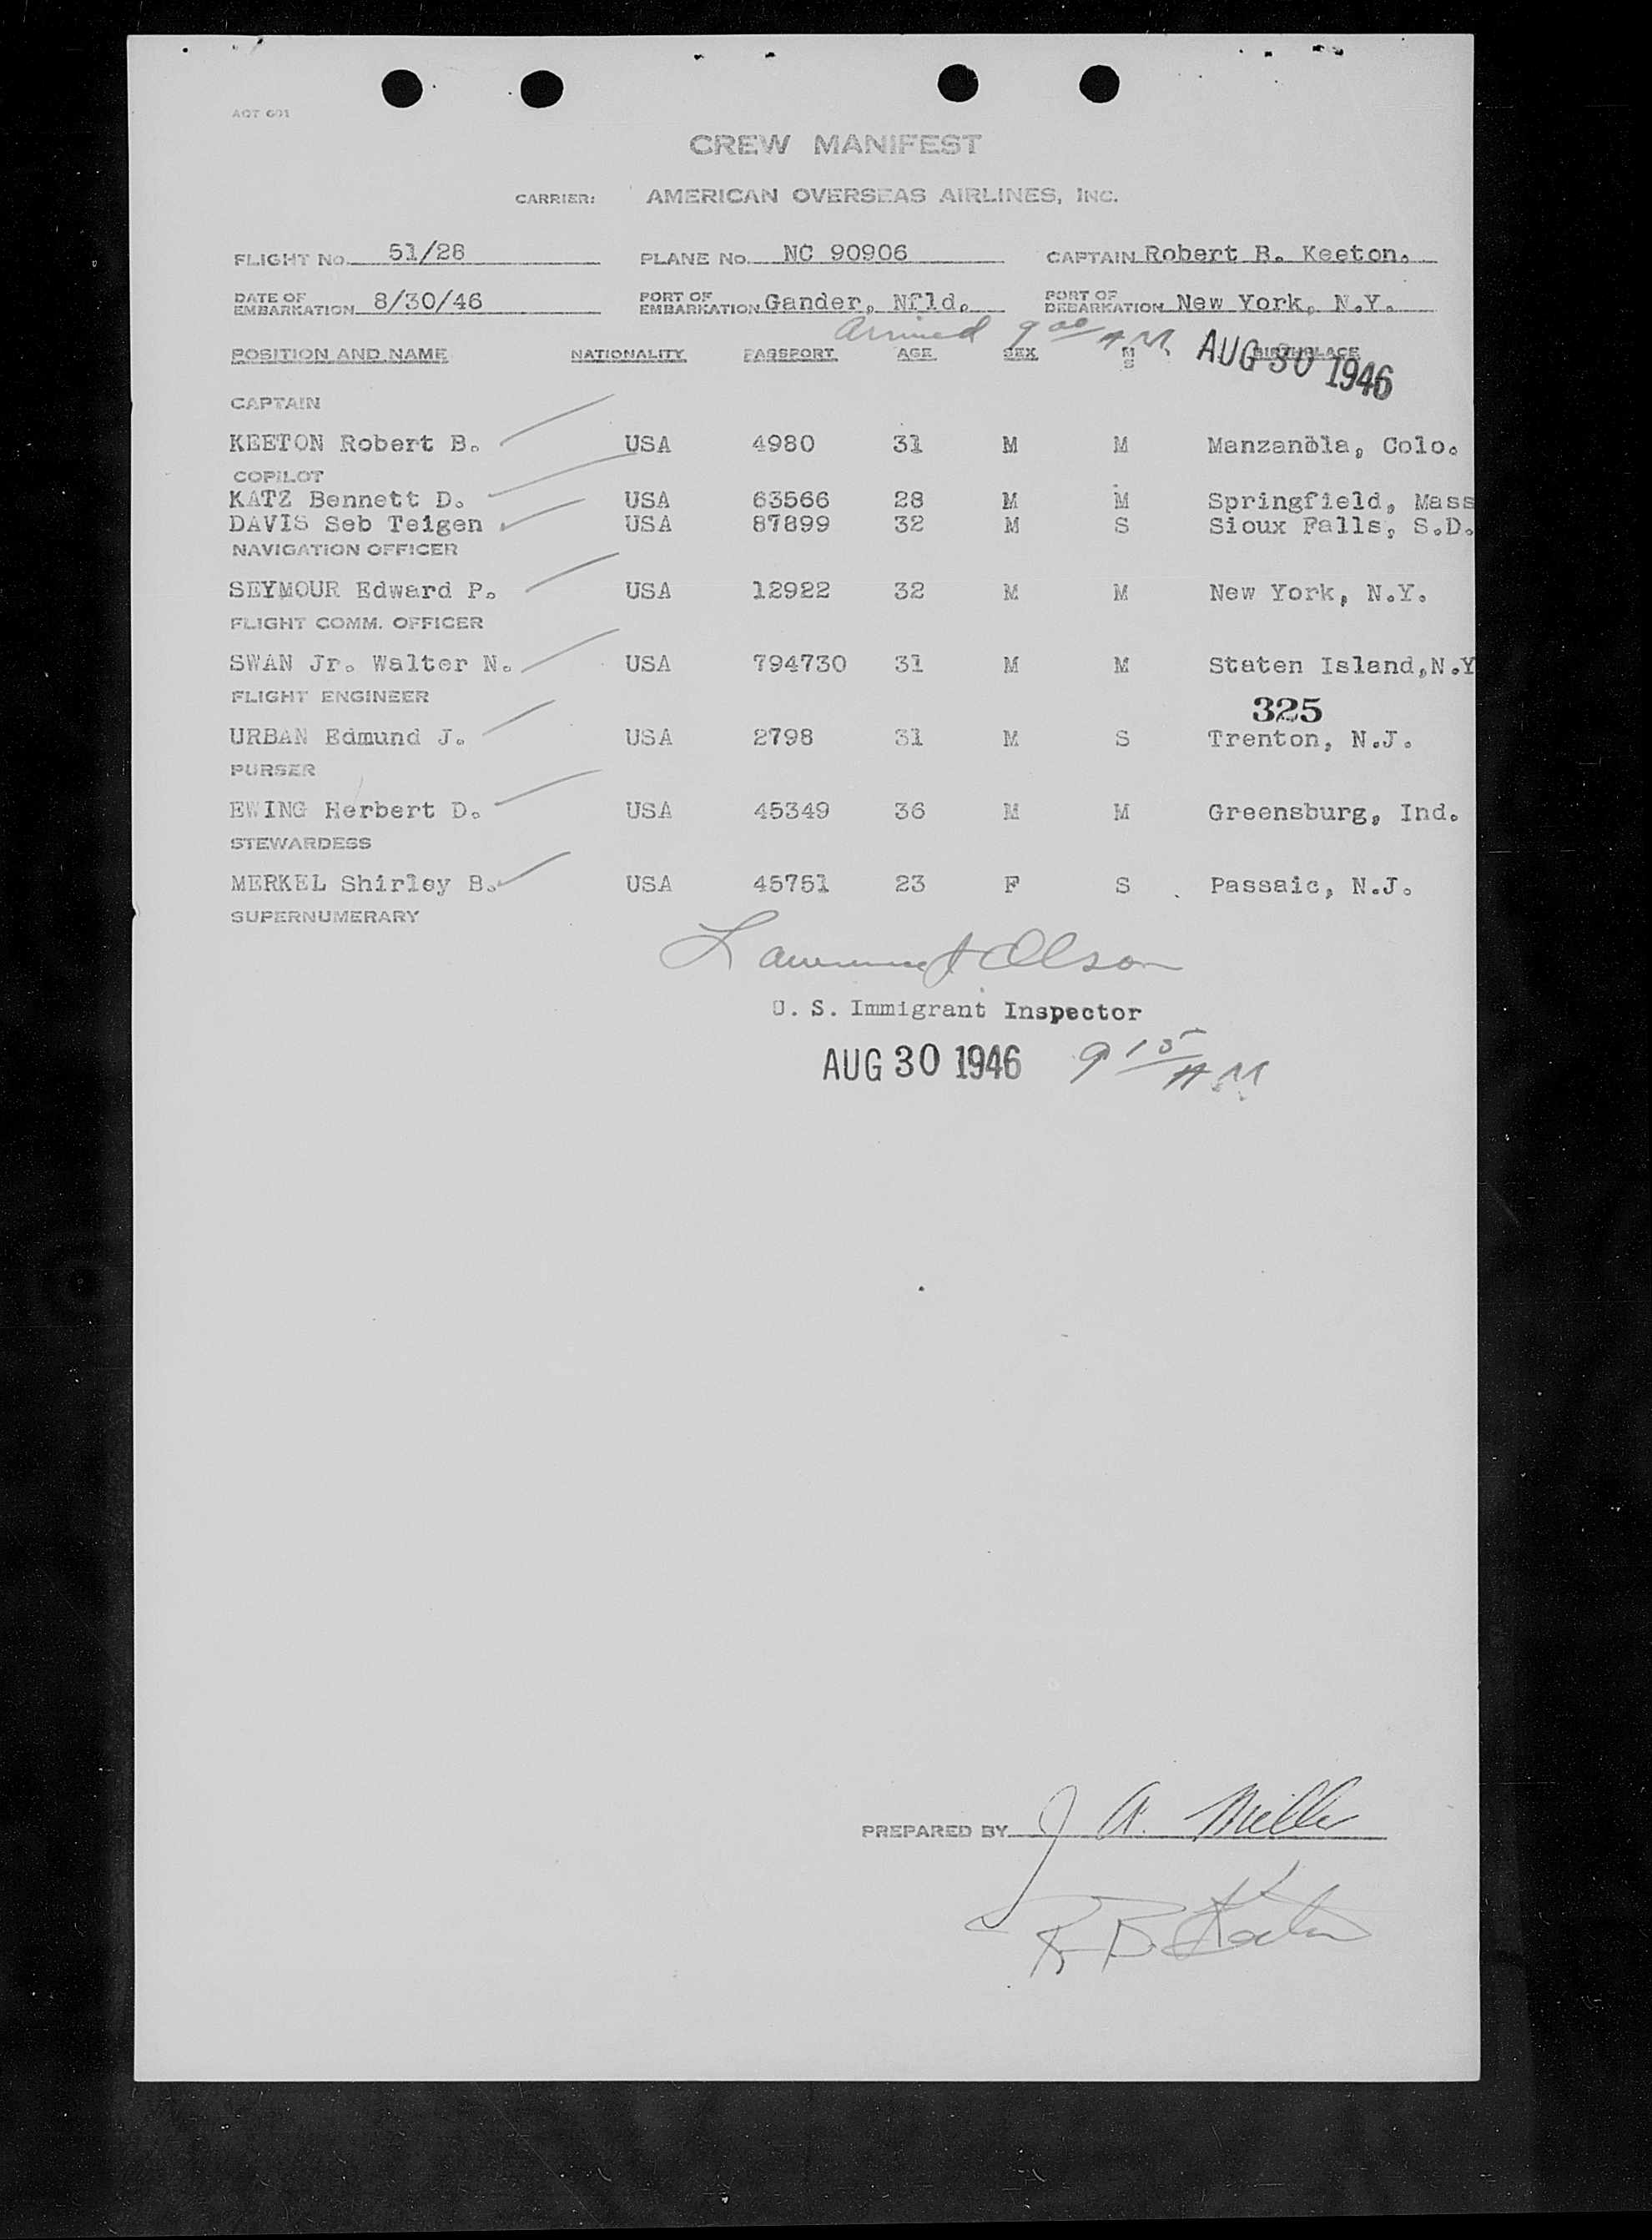 AOT 601
CREW MANIFEST
CARRIER: AMERICAN OVERSEAS AIRLINES, INC.
FLIGHT No. 51/28 PLANE No. NC 90906 CAPTAIN Robert B. Keeton.
DATE OF EMBARKATION 8/30/46 PORT OF EMBARKATION Gander, Nfld. PORT OF DEBARKATION New York, N.Y.
Arrived 9 00 AM AUG 30 1946
POSITION AND NAME NATIONALITY PASSPORT AGE SEX M S BIRTHPLACE
CAPTAIN
KEETON Robert B. USA 4980 31 M M Manzanola, Colo.
COPILOT
KATZ Bennett D. USA 63566 28 M M Springfield, Mass
DAVIS Seb Teigen USA 87899 32 M S Sioux Falls, S.D.
NAVIGATION OFFICER
SEYMOUR Edward P. USA 12922 32 M M New York, N.Y.
FLIGHT COMM. OFFICER
SWAN Jr. Walter N. USA 794730 31 M M Staten Island,N.Y
FLIGHT ENGINEER
325
URBAN Edmund J. USA 2798 31 M S Trenton, N.J.
PURSER
EWING Herbert D. USA 45349 36 M M Greensburg, Ind.
STEWARDESS
MERKEL Shirley B. USA 45751 23 F S Passaic, N.J.
SUPERNUMERARY
Olson
U. S. Immigrant Inspector
AUG 30 1946 9 15 AM
PREPARED BY J A. Miller
R B Keeton